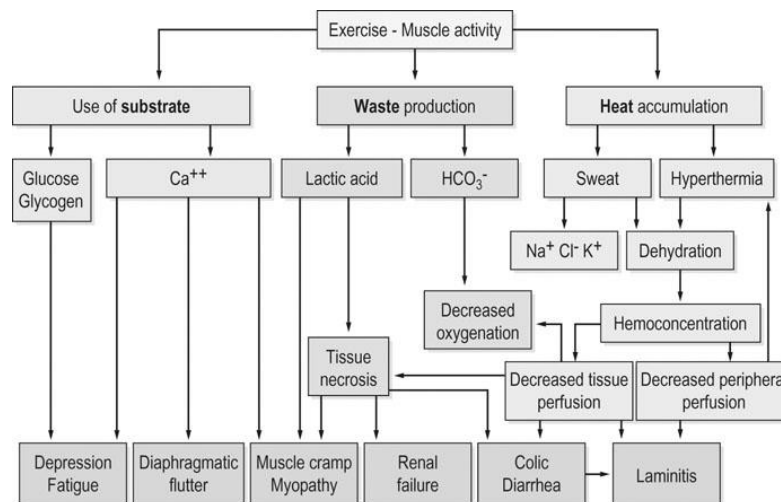 Exercise - Muscle activity
Use of substrate
Waste production
Heat accumulation
Glucose
Glycogen
Ca++
Lactic acid
HCO3-
Sweat
Hyperthermia
Na+ Cl- K+
Dehydration
Decreased
oxygenation
Hemoconcentration
Tissue
necrosis
Decreased tissue
perfusion
Decreased peripheral
perfusion
Depression
Fatigue
Diaphragmatic
flutter
Muscle cramp
Myopathy
Renal
failure
Colic
Diarrhea
Laminitis